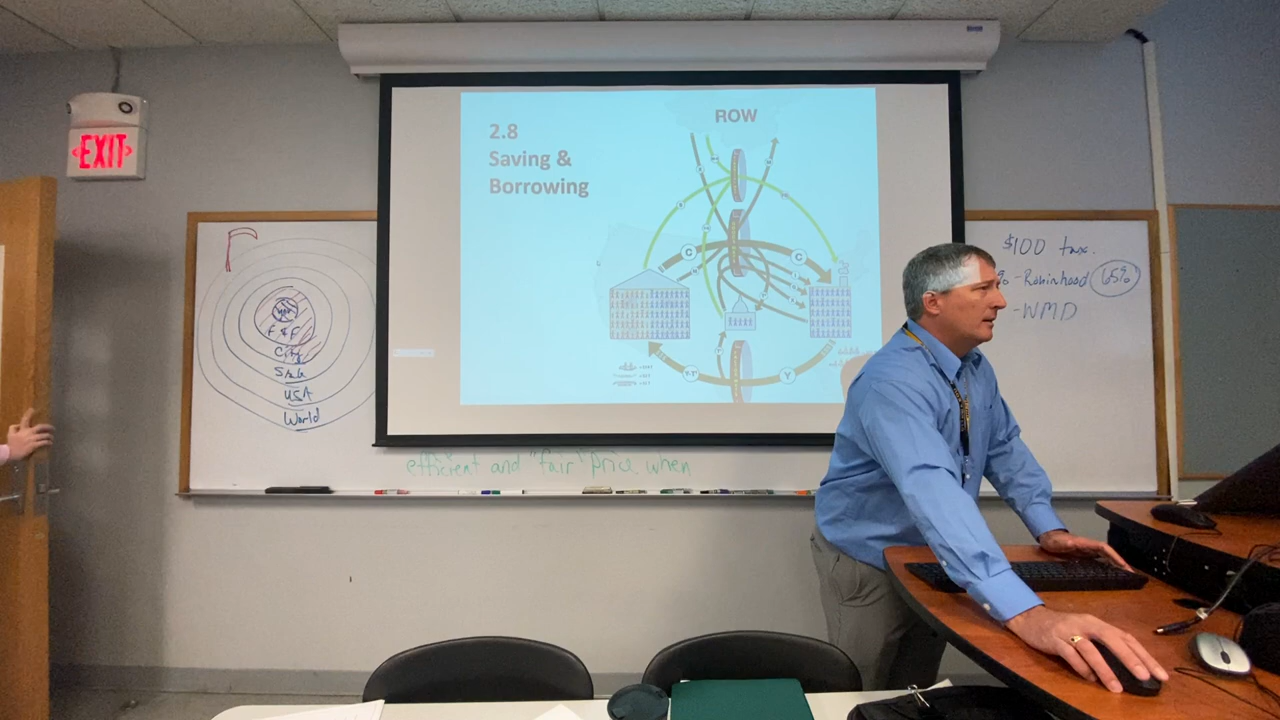 EXIT
2.8
Saving &
Borrowing
ROW
C
C
Y
F & F
City
State
USA
World
efficient and "fair" price when
$100 tax.
% - Robinhood 65%
- WMD